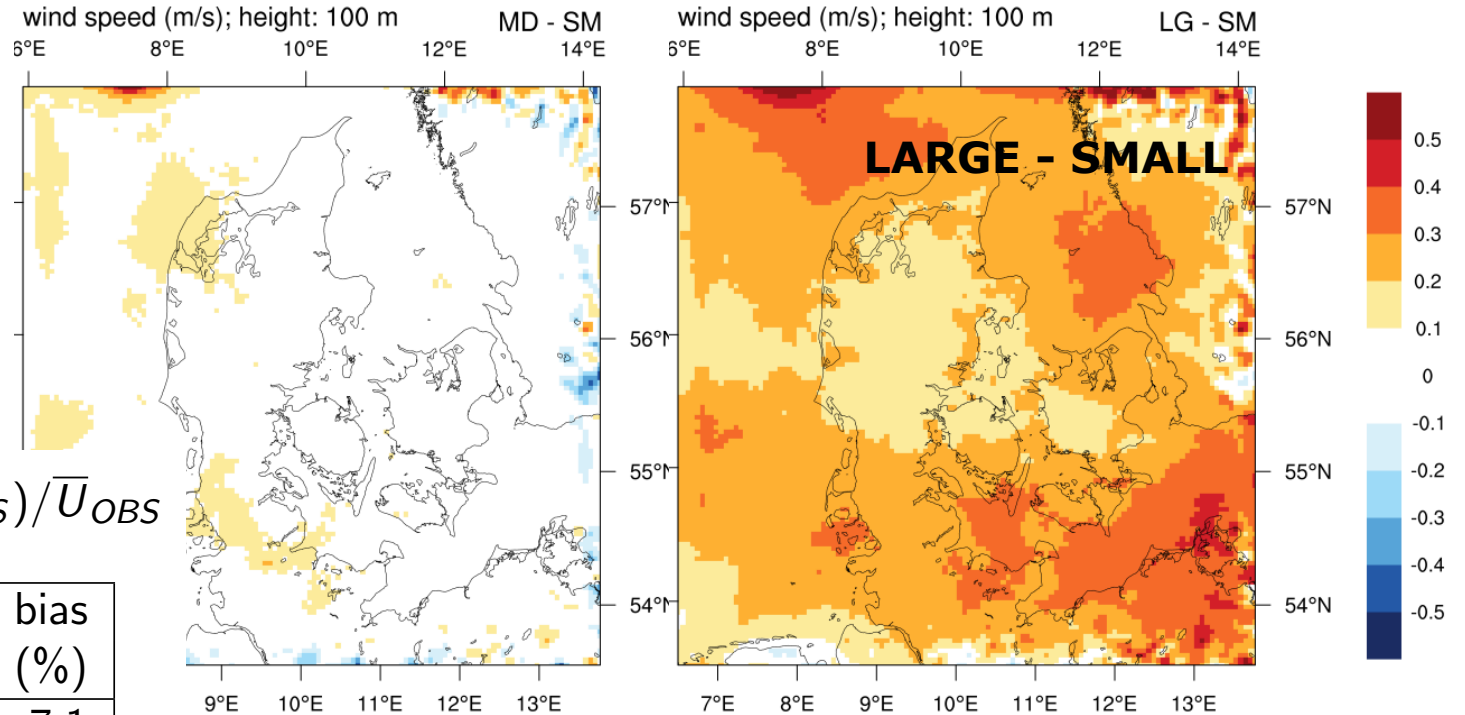 wind speed (m/s); height: 100 m MD - SM
6°E 8°E 10°E 12°E 14°E
wind speed (m/s); height: 100 m LG - SM
6°E 8°E 10°E 12°E 14°E
LARGE - SMALL
57°N
56°N
55°N
54°N
57°N
56°N
55°N
54°N
9°E 10°E 11°E 12°E 13°E
7°E 8°E 9°E 10°E 11°E 12°E 13°E
0.5
0.4
0.3
0.2
0.1
0
-0.1
-0.2
-0.3
-0.4
-0.5
S)/U̅OBS
bias
(%)